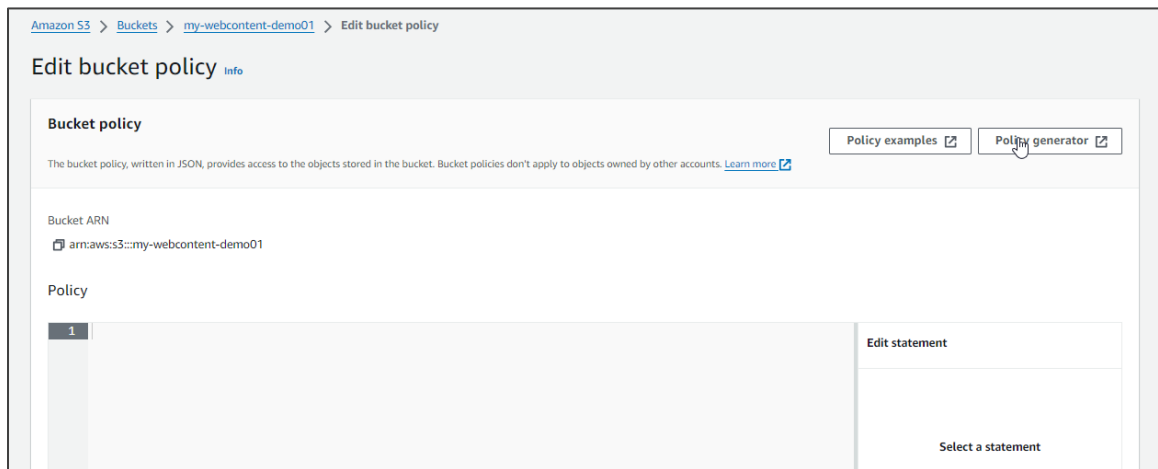 Amazon S3 > Buckets > my-webcontent-demo01 > Edit bucket policy
Edit bucket policy Info
Bucket policy
Policy examples
Policy generator
The bucket policy, written in JSON, provides access to the objects stored in the bucket. Bucket policies don't apply to objects owned by other accounts. Learn more
Bucket ARN
arn:aws:s3:::my-webcontent-demo01
Policy
1
Edit statement
Select a statement